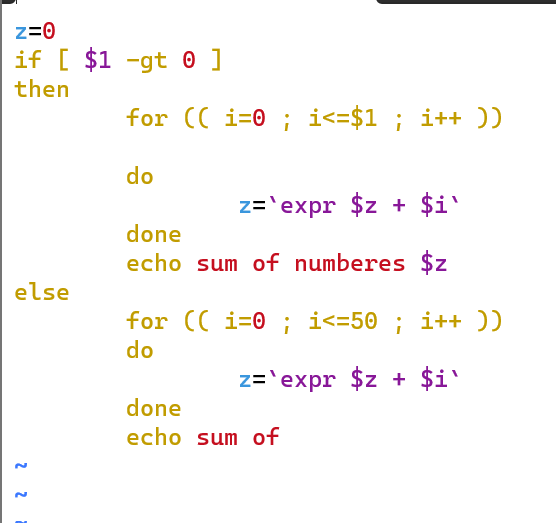 z=0
if [ $1 -gt 0 ]
then
for (( i=0 ; i<=$1 ; i++ ))
do
z=`expr $z + $i`
done
echo sum of numberes $z
else
for (( i=0 ; i<=50 ; i++ ))
do
z=`expr $z + $i`
done
echo sum of
~
~
~